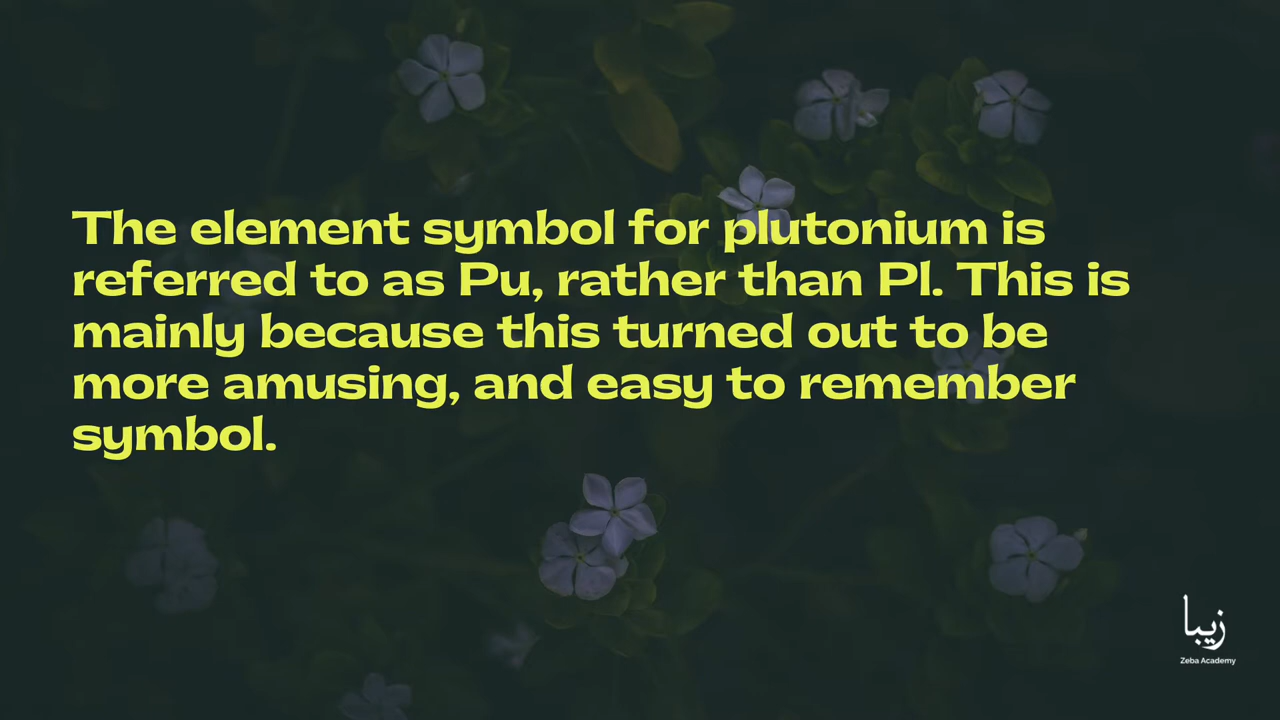 The element symbol for plutonium is
referred to as Pu, rather than Pl. This is
mainly because this turned out to be
more amusing, and easy to remember
symbol.
زيبا
Zeba Academy